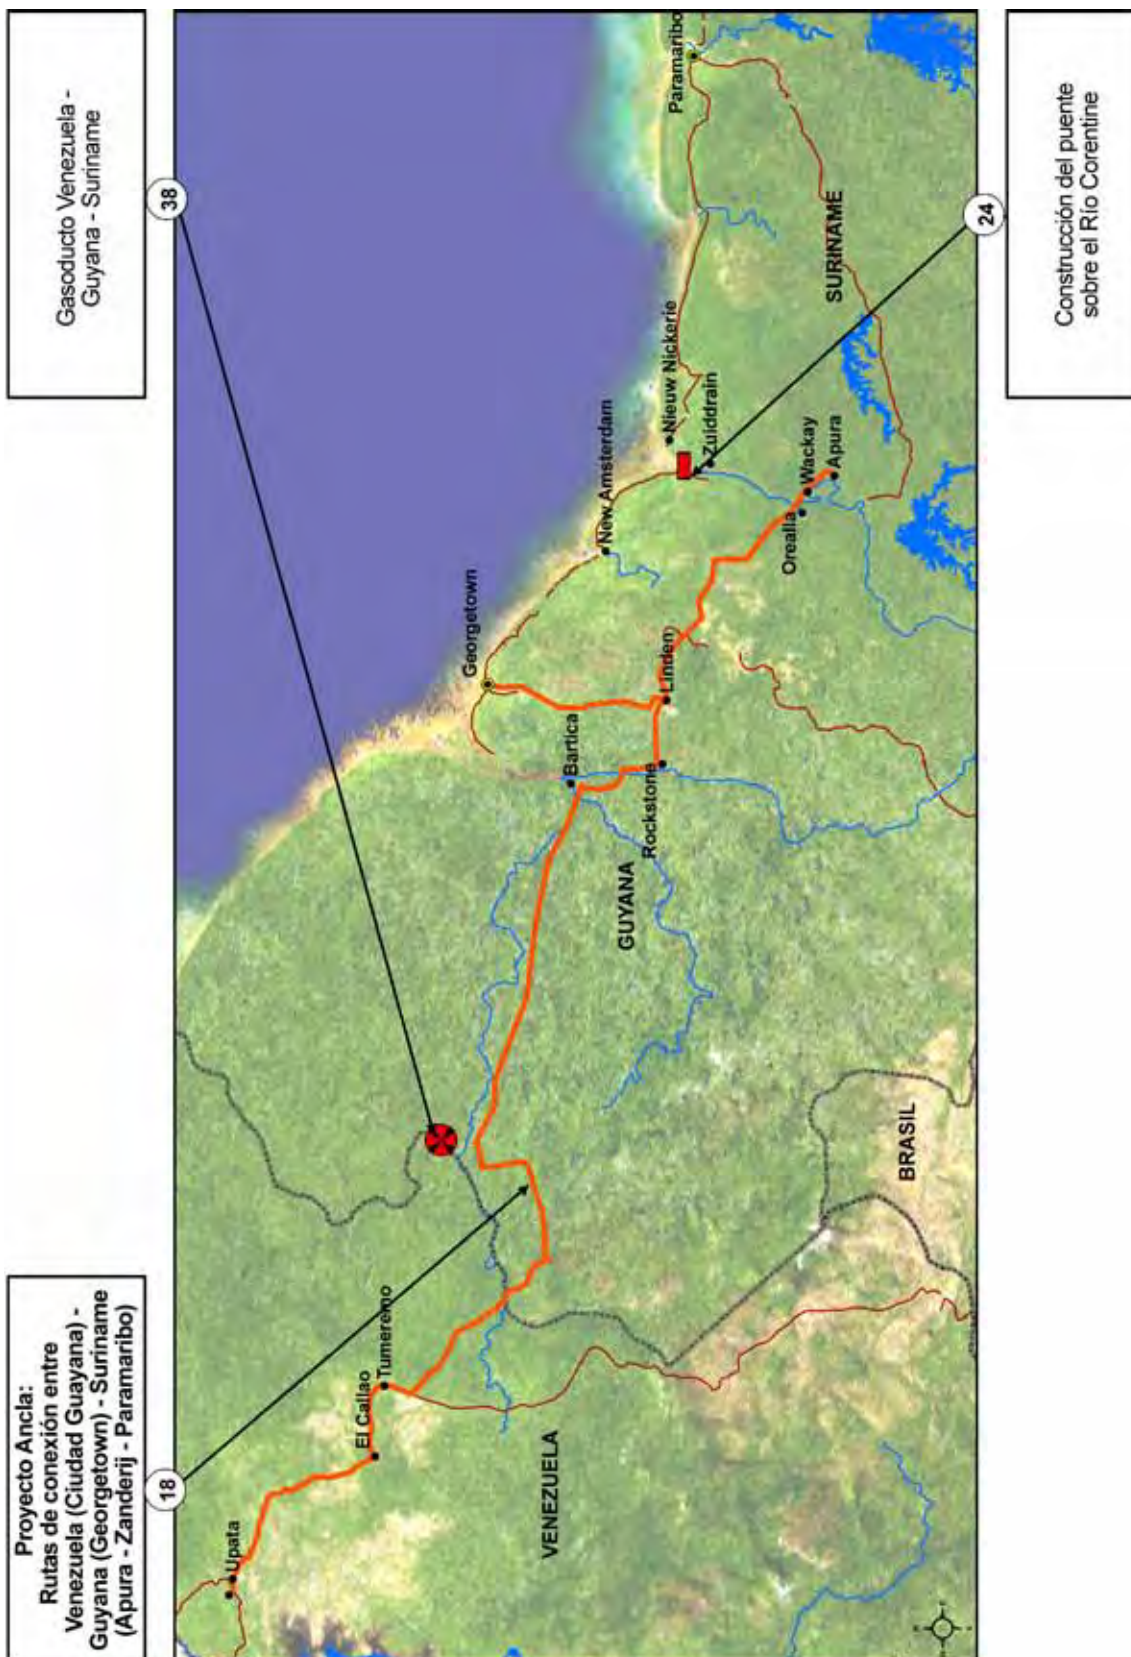 Proyecto Ancla:
Rutas de conexión entre
Venezuela (Ciudad Guayana) -
Guyana (Georgetown) - Suriname
(Apura - Zanderij - Paramaribo)
Gasoducto Venezuela -
Guyana - Suriname
18
38
Upata
El Callao
Tumeremo
VENEZUELA
Georgetown
Bartica
New Amsterdam
Rockstone
Linden
GUYANA
Nieuw Nickerie
Zuiddrain
Paramaribo
Orealla
Wackay
Apura
SURINAME
BRASIL
24
Construcción del puente
sobre el Río Corentine